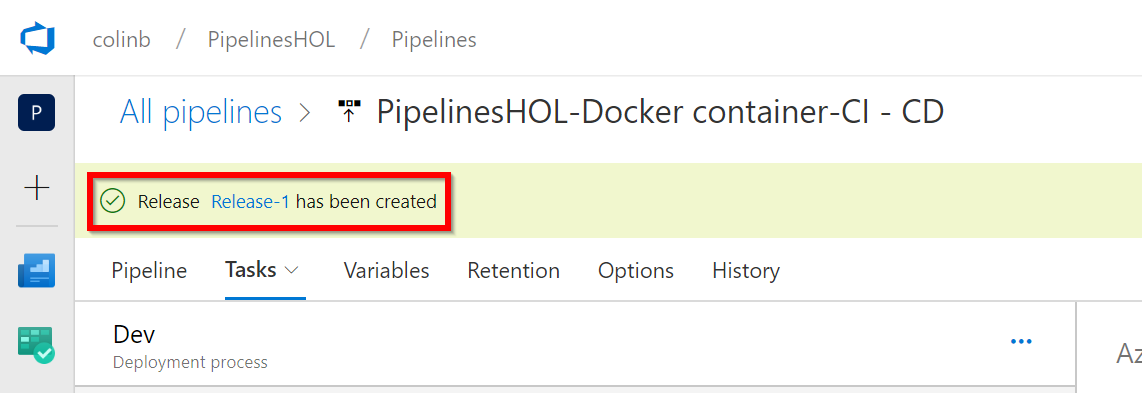 colinb / PipelinesHOL / Pipelines
P
All pipelines > PipelinesHOL-Docker container-CI - CD
Release Release-1 has been created
Pipeline Tasks Variables Retention Options History
Dev
...
Deployment process
Az